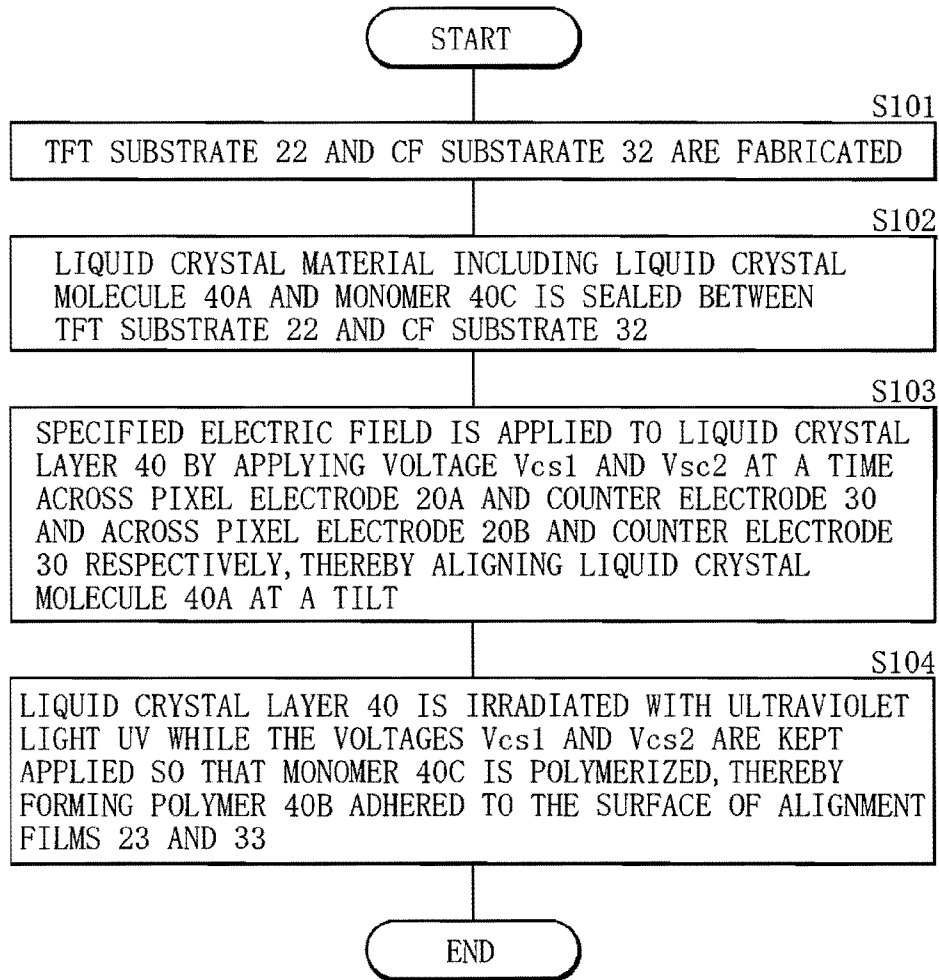 START
S101
TFT SUBSTRATE 22 AND CF SUBSTARATE 32 ARE FABRICATED
S102
LIQUID CRYSTAL MATERIAL INCLUDING LIQUID CRYSTAL
MOLECULE 40A AND MONOMER 40C IS SEALED BETWEEN
TFT SUBSTRATE 22 AND CF SUBSTRATE 32
S103
SPECIFIED ELECTRIC FIELD IS APPLIED TO LIQUID CRYSTAL
LAYER 40 BY APPLYING VOLTAGE Vcs1 AND Vsc2 AT A TIME
ACROSS PIXEL ELECTRODE 20A AND COUNTER ELECTRODE 30
AND ACROSS PIXEL ELECTRODE 20B AND COUNTER ELECTRODE
30 RESPECTIVELY, THEREBY ALIGNING LIQUID CRYSTAL
MOLECULE 40A AT A TILT
S104
LIQUID CRYSTAL LAYER 40 IS IRRADIATED WITH ULTRAVIOLET
LIGHT UV WHILE THE VOLTAGES Vcs1 AND Vcs2 ARE KEPT
APPLIED SO THAT MONOMER 40C IS POLYMERIZED, THEREBY
FORMING POLYMER 40B ADHERED TO THE SURFACE OF ALIGNMENT
FILMS 23 AND 33
END